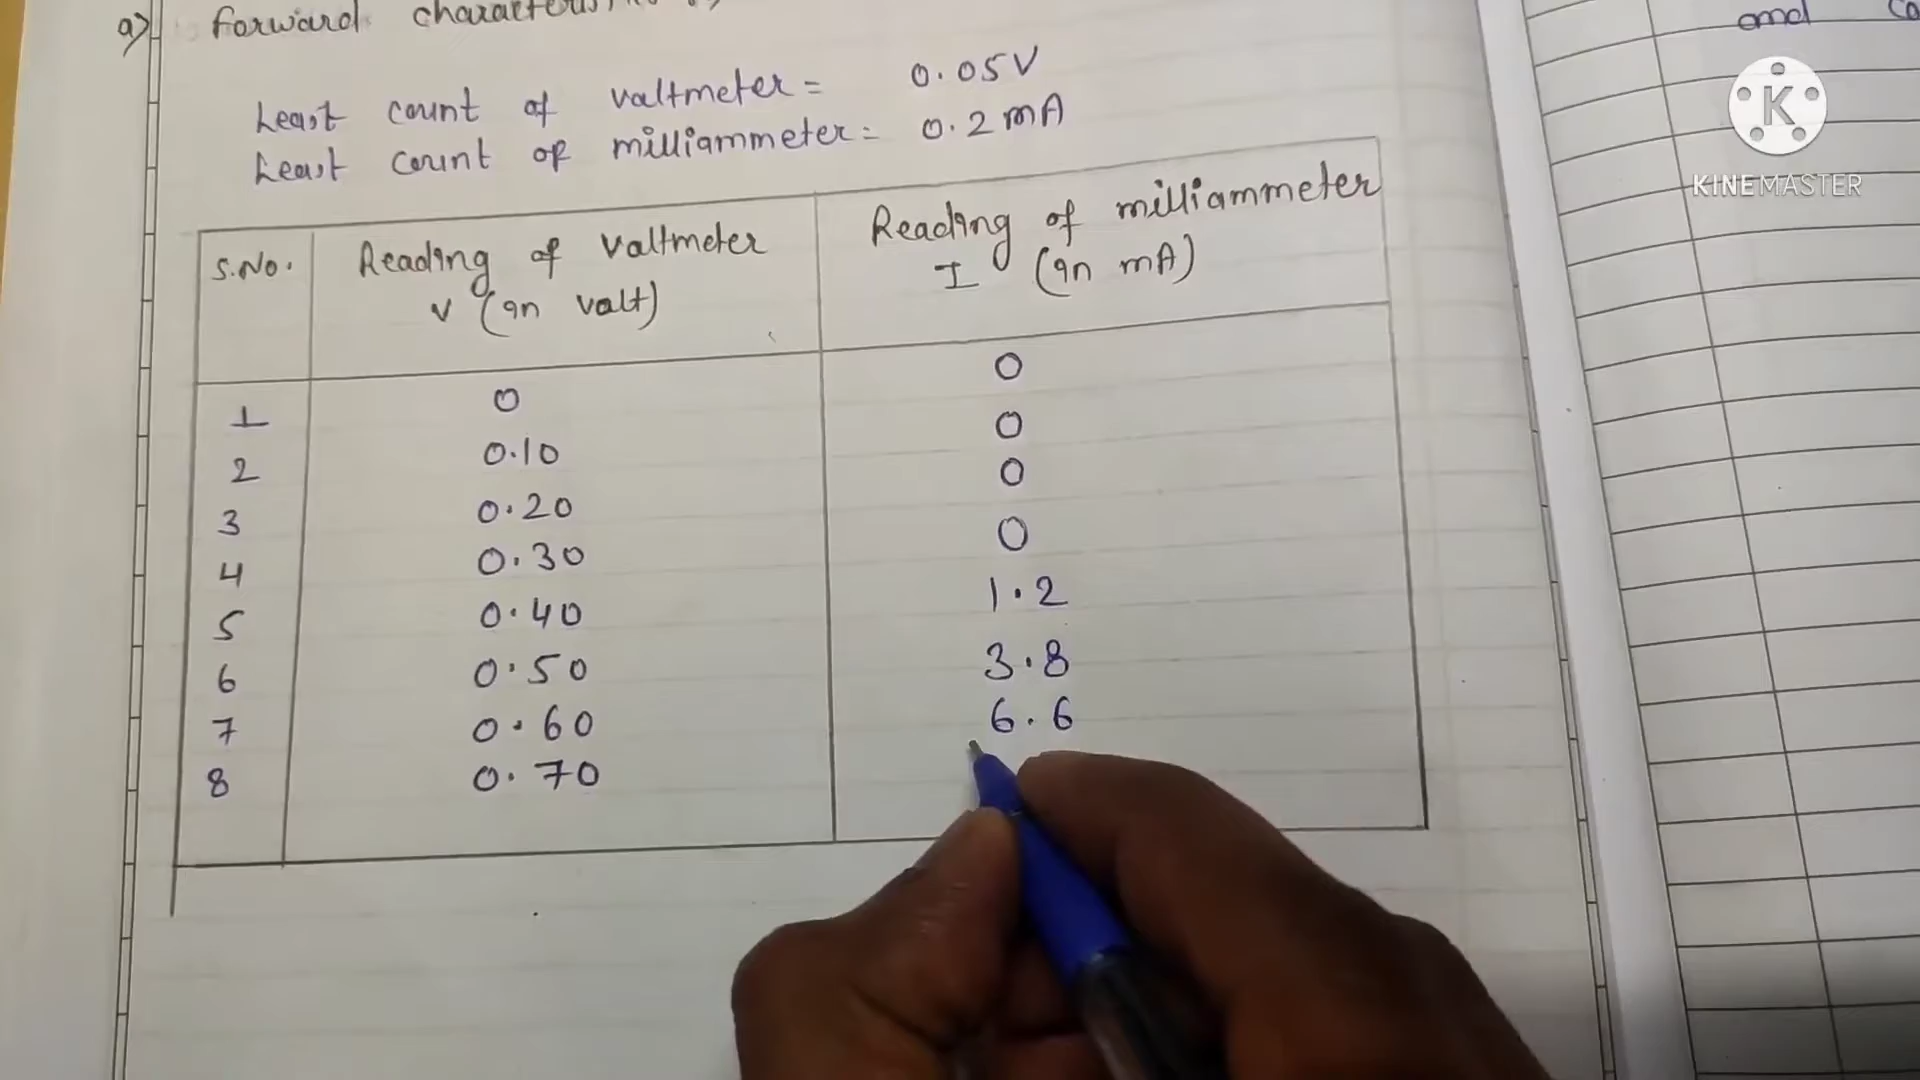 a) forward
Least count of valtmeter = 0.05V
Least count of milliammeter = 0.2 mA
S.No. Reading of valtmeter Reading of milliammeter
V (in valt) I (in mA)
1 0 0
2 0.10 0
3 0.20 0
4 0.30 0
5 0.40 1.2
6 0.50 3.8
7 0.60 6.6
8 0.70
and
K
KINEMASTER